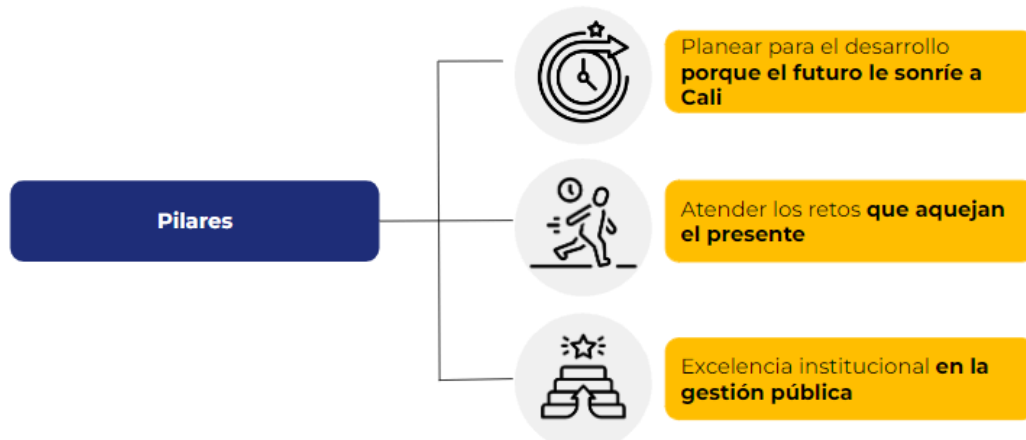 Planear para el desarrollo
porque el futuro le sonríe a
Cali
Pilares
Atender los retos que aquejan
el presente
Excelencia institucional en la
gestión pública